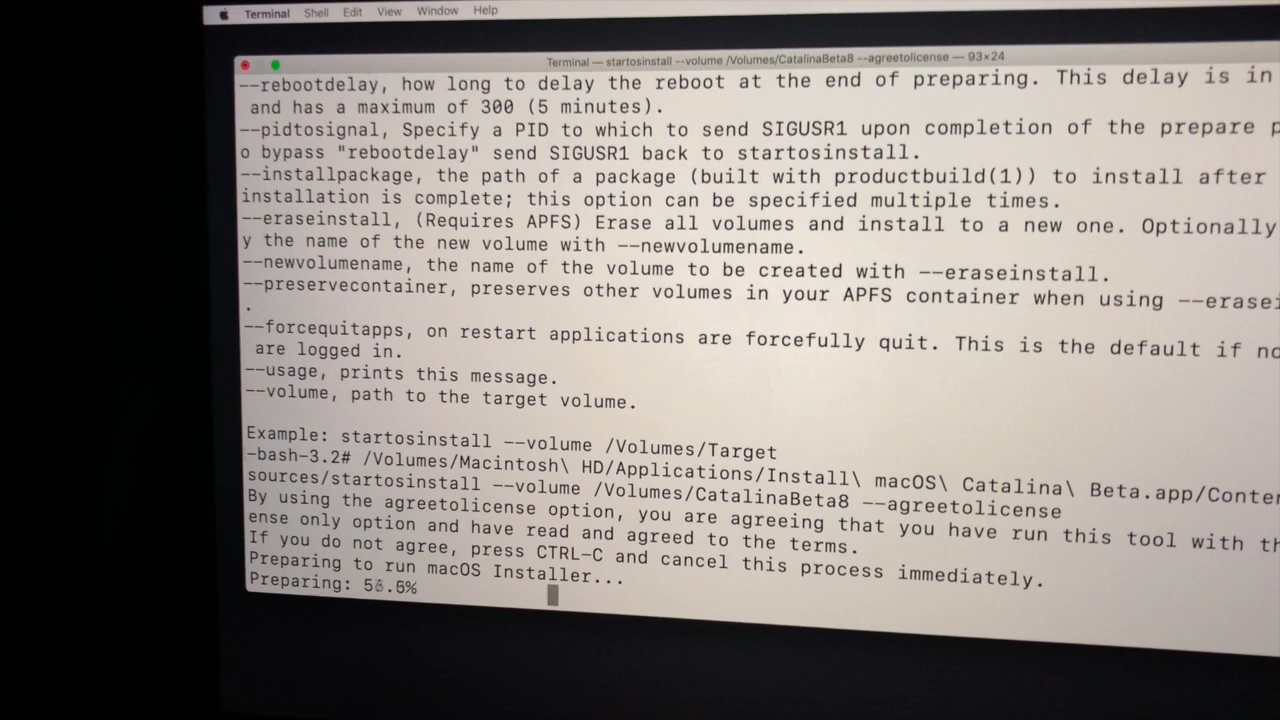 Terminal Shell Edit View Window Help
Terminal — startosinstall --volume /Volumes/CatalinaBeta8 --agreetolicense — 93×24
--rebootdelay, how long to delay the reboot at the end of preparing. This delay is in
and has a maximum of 300 (5 minutes).
--pidtosignal, Specify a PID to which to send SIGUSR1 upon completion of the prepare p
o bypass "rebootdelay" send SIGUSR1 back to startosinstall.
--installpackage, the path of a package (built with productbuild(1)) to install after
installation is complete; this option can be specified multiple times.
--eraseinstall, (Requires APFS) Erase all volumes and install to a new one. Optionally
y the name of the new volume with --newvolumename.
--newvolumename, the name of the volume to be created with --eraseinstall.
--preservecontainer, preserves other volumes in your APFS container when using --erasei
.
--forcequitapps, on restart applications are forcefully quit. This is the default if no
are logged in.
--usage, prints this message.
--volume, path to the target volume.
Example: startosinstall --volume /Volumes/Target
-bash-3.2# /Volumes/Macintosh\ HD/Applications/Install\ macOS\ Catalina\ Beta.app/Conten
sources/startosinstall --volume /Volumes/CatalinaBeta8 --agreetolicense
By using the agreetolicense option, you are agreeing that you have run this tool with th
ense only option and have read and agreed to the terms.
If you do not agree, press CTRL-C and cancel this process immediately.
Preparing to run macOS Installer...
Preparing: